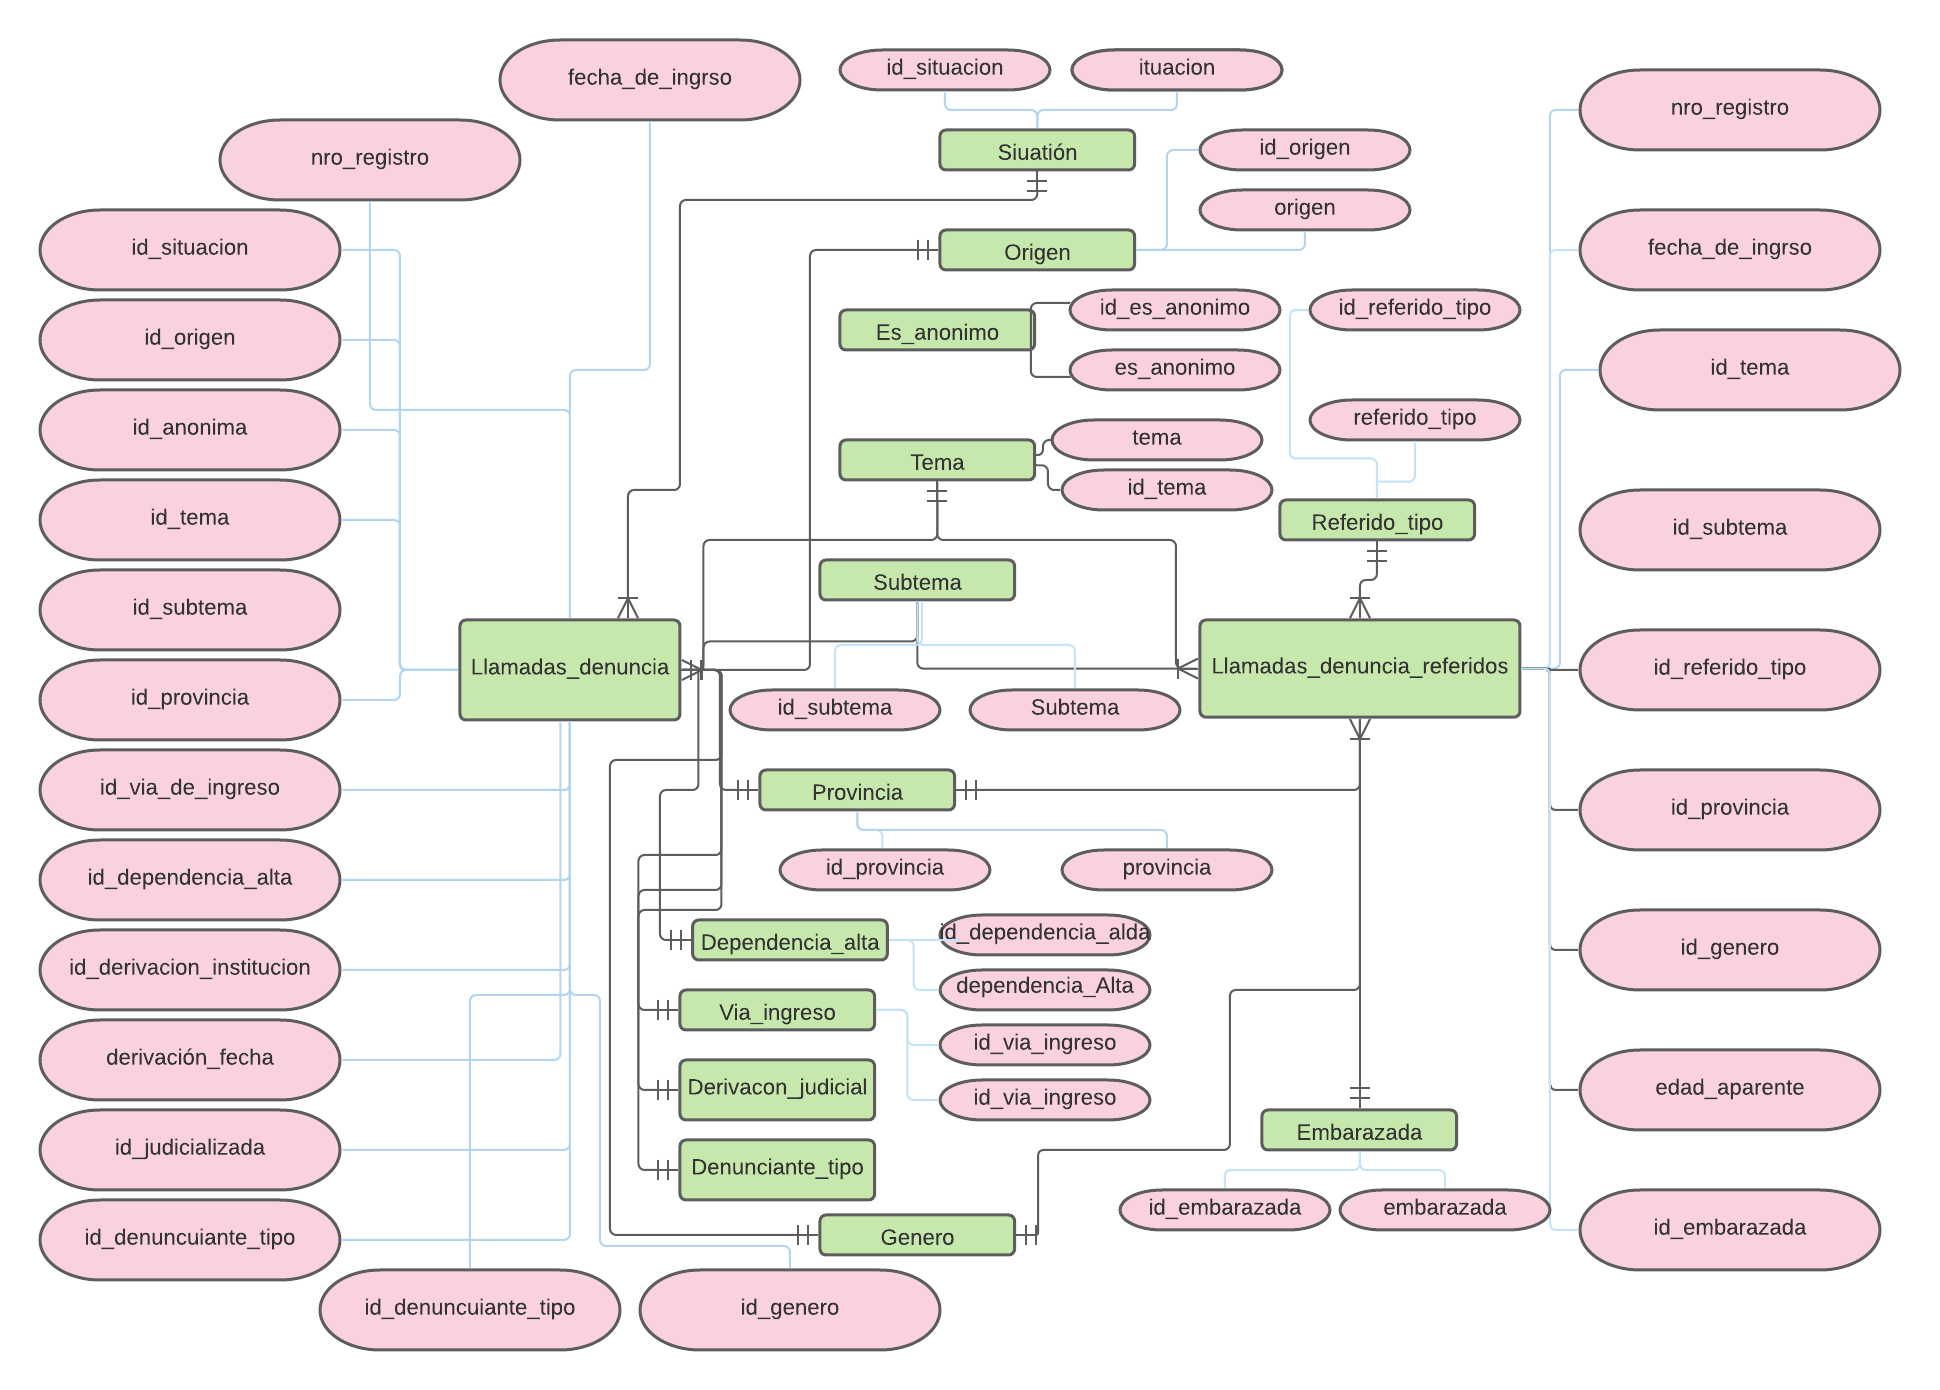 fecha_de_ingrso
id_situacion
ituacion
nro_registro
nro_registro
Siuatión
id_origen
origen
id_situacion
Origen
fecha_de_ingrso
id_origen
Es_anonimo
id_es_anonimo
es_anonimo
id_referido_tipo
id_tema
id_anonima
tema
Tema
id_tema
referido_tipo
id_tema
Referido_tipo
id_subtema
Subtema
id_subtema
Llamadas_denuncia
Llamadas_denuncia_referidos
id_referido_tipo
id_provincia
id_subtema
Subtema
id_via_de_ingreso
Provincia
id_provincia
id_provincia
provincia
id_dependencia_alta
Dependencia_alta
id_dependencia_alda
dependencia_Alta
id_genero
id_derivacion_institucion
Via_ingreso
id_via_ingreso
id_via_ingreso
derivación_fecha
Derivacon_judicial
edad_aparente
id_judicializada
Denunciante_tipo
Embarazada
id_embarazada
embarazada
id_embarazada
id_denuncuiante_tipo
Genero
id_denuncuiante_tipo
id_genero